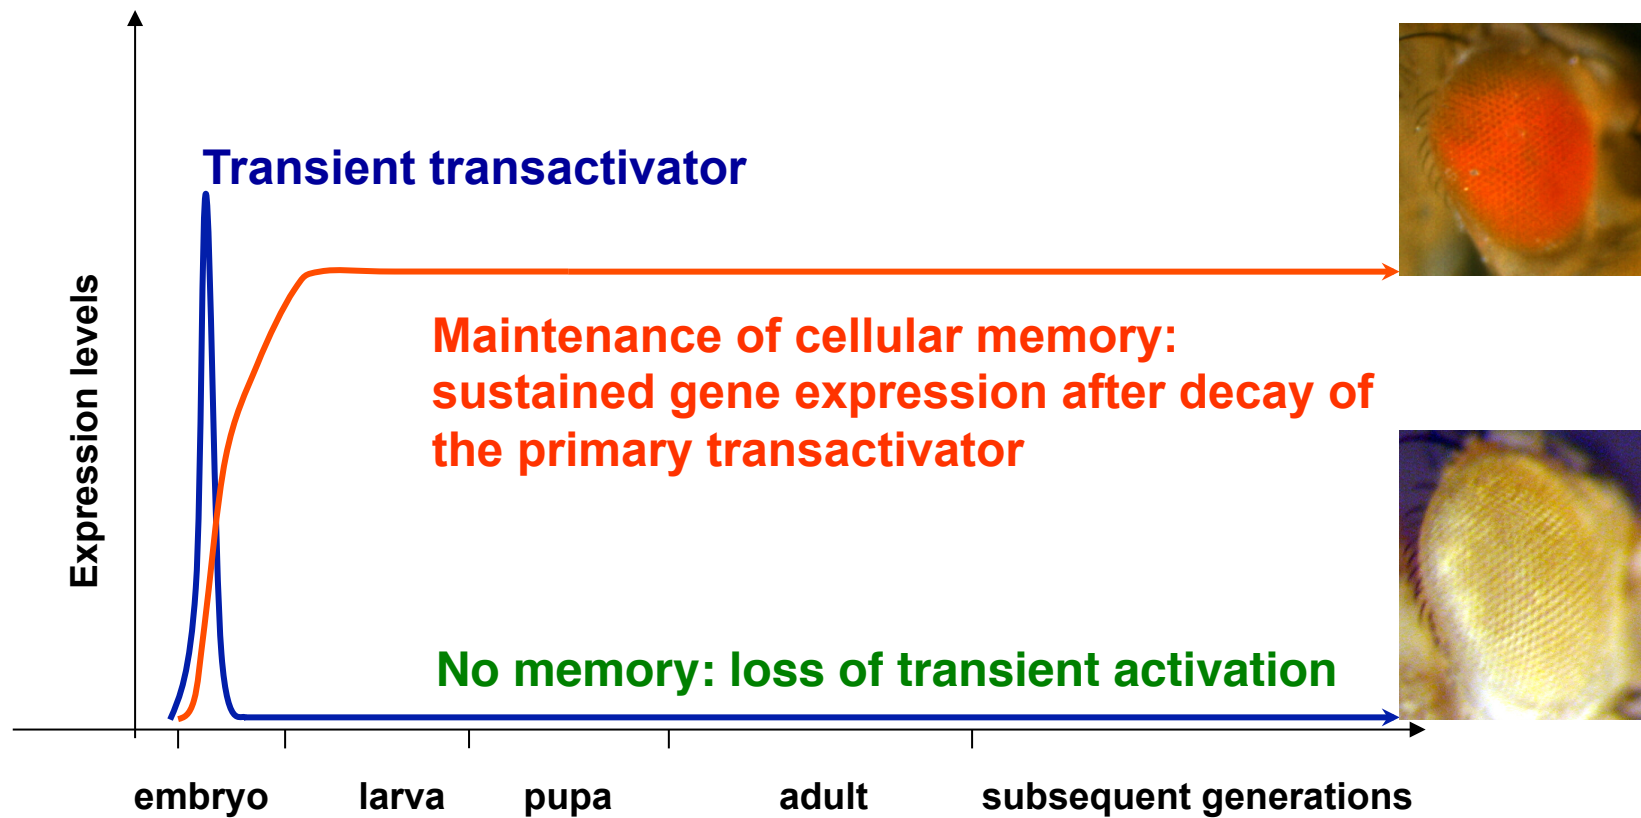 Transient transactivator
Expression levels
Maintenance of cellular memory:
sustained gene expression after decay of
the primary transactivator
No memory: loss of transient activation
embryo
larva
pupa
adult
subsequent generations